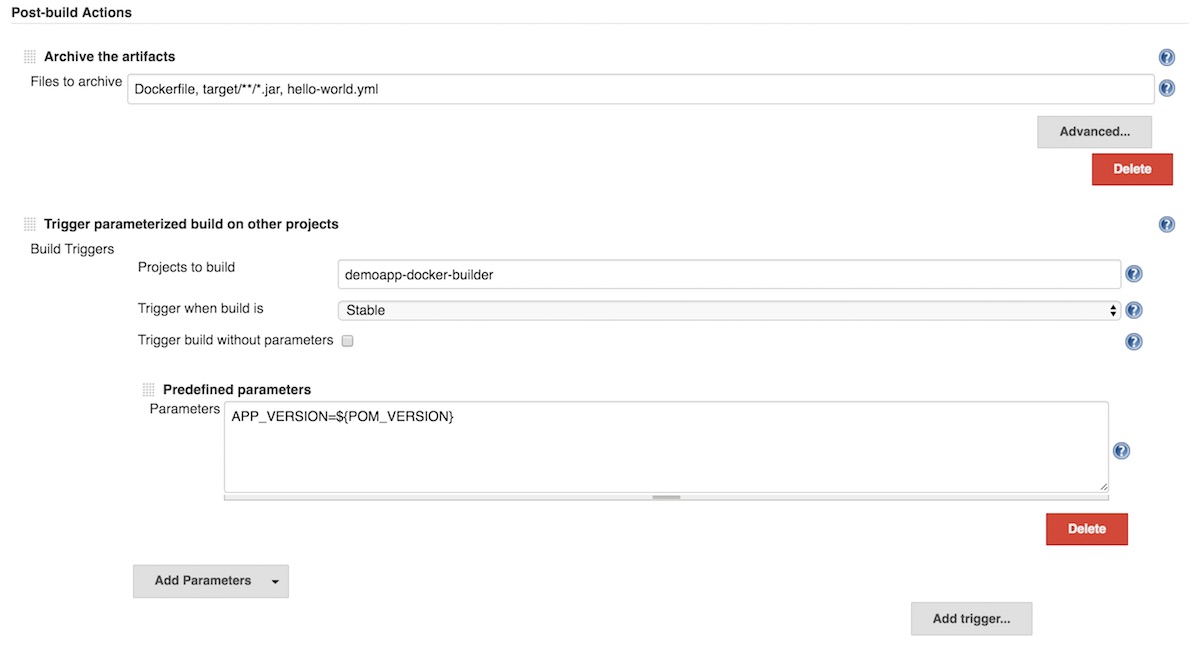 Post-build Actions
Archive the artifacts
Files to archive Dockerfile, target/**/*.jar, hello-world.yml
Advanced...
Delete
Trigger parameterized build on other projects
Build Triggers
Projects to build demoapp-docker-builder
Trigger when build is Stable
Trigger build without parameters
Predefined parameters
Parameters APP_VERSION=${POM_VERSION}
Delete
Add Parameters
Add trigger...